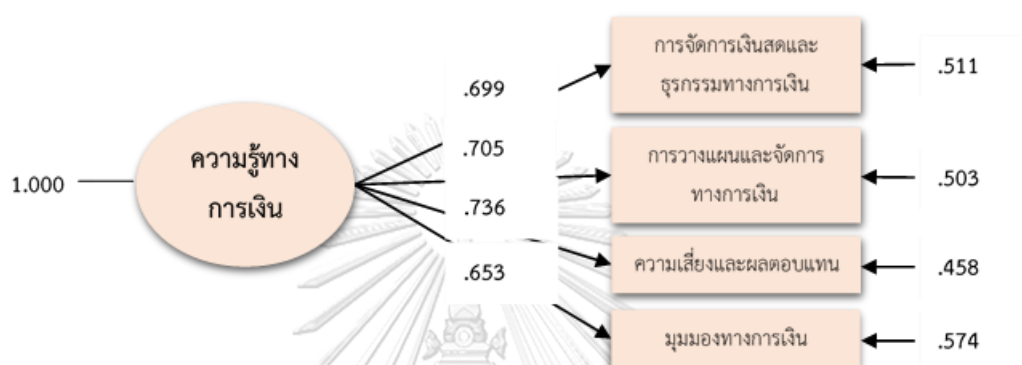 การจัดการเงินสดและ
ธุรกรรมทางการเงิน
.511
.699
.705
ความรู้ทาง
การเงิน
1.000
การวางแผนและจัดการ
ทางการเงิน
.503
.736
.653
ความเสี่ยงและผลตอบแทน
.458
มุมมองทางการเงิน
.574